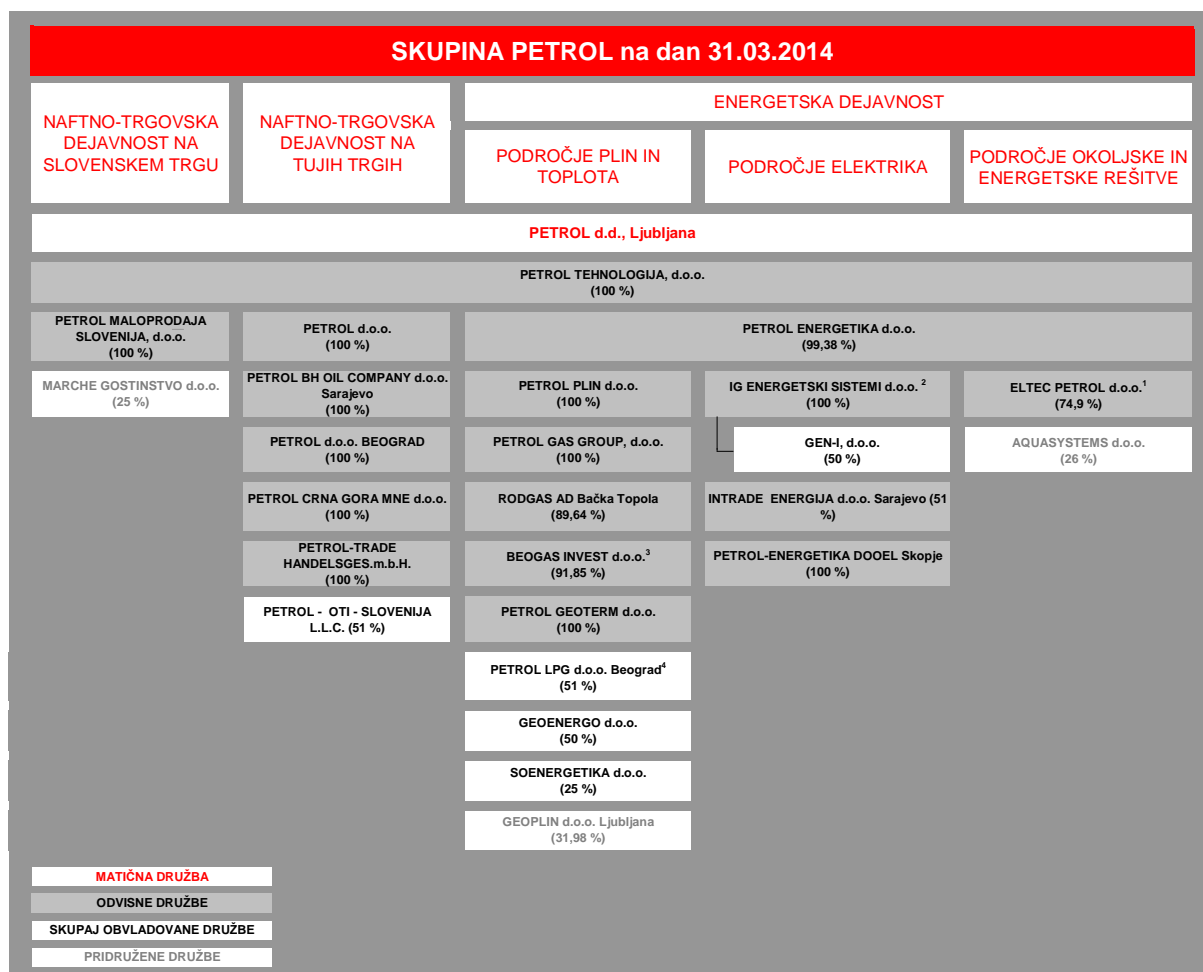 SKUPINA PETROL na dan 31.03.2014
NAFTNO-TRGOVSKA
DEJAVNOST NA
SLOVENSKEM TRGU
NAFTNO-TRGOVSKA
DEJAVNOST NA
TUJIH TRGIH
ENERGETSKA DEJAVNOST
PODROČJE PLIN IN
TOPLOTA
PODROČJE ELEKTRIKA
PODROČJE OKOLJSKE IN
ENERGETSKE REŠITVE
PETROL d.d., Ljubljana
PETROL TEHNOLOGIJA, d.o.o.
(100 %)
PETROL MALOPRODAJA
SLOVENIJA, d.o.o.
(100 %)
PETROL d.o.o.
(100 %)
PETROL ENERGETIKA d.o.o.
(99,38 %)
MARCHE GOSTINSTVO d.o.o.
(25 %)
PETROL BH OIL COMPANY d.o.o.
Sarajevo
(100 %)
PETROL PLIN d.o.o.
(100 %)
IG ENERGETSKI SISTEMI d.o.o. ²
(100 %)
ELTEC PETROL d.o.o.¹
(74,9 %)
PETROL d.o.o. BEOGRAD
(100 %)
PETROL GAS GROUP, d.o.o.
(100 %)
GEN-I, d.o.o.
(50 %)
AQUASYSTEMS d.o.o.
(26 %)
PETROL CRNA GORA MNE d.o.o.
(100 %)
RODGAS AD Bačka Topola
(89,64 %)
INTRADE ENERGIJA d.o.o. Sarajevo (51
%)
PETROL-TRADE
HANDELSGES.m.b.H.
(100 %)
BEOGAS INVEST d.o.o.³
(91,85 %)
PETROL-ENERGETIKA DOOEL Skopje
(100 %)
PETROL - OTI - SLOVENIJA
L.L.C. (51 %)
PETROL GEOTERM d.o.o.
(100 %)
PETROL LPG d.o.o. Beograd⁴
(51 %)
GEOENERGO d.o.o.
(50 %)
SOENERGETIKA d.o.o.
(25 %)
GEOPLIN d.o.o. Ljubljana
(31,98 %)
MATIČNA DRUŽBA
ODVISNE DRUŽBE
SKUPAJ OBVLADOVANE DRUŽBE
PRIDRUŽENE DRUŽBE